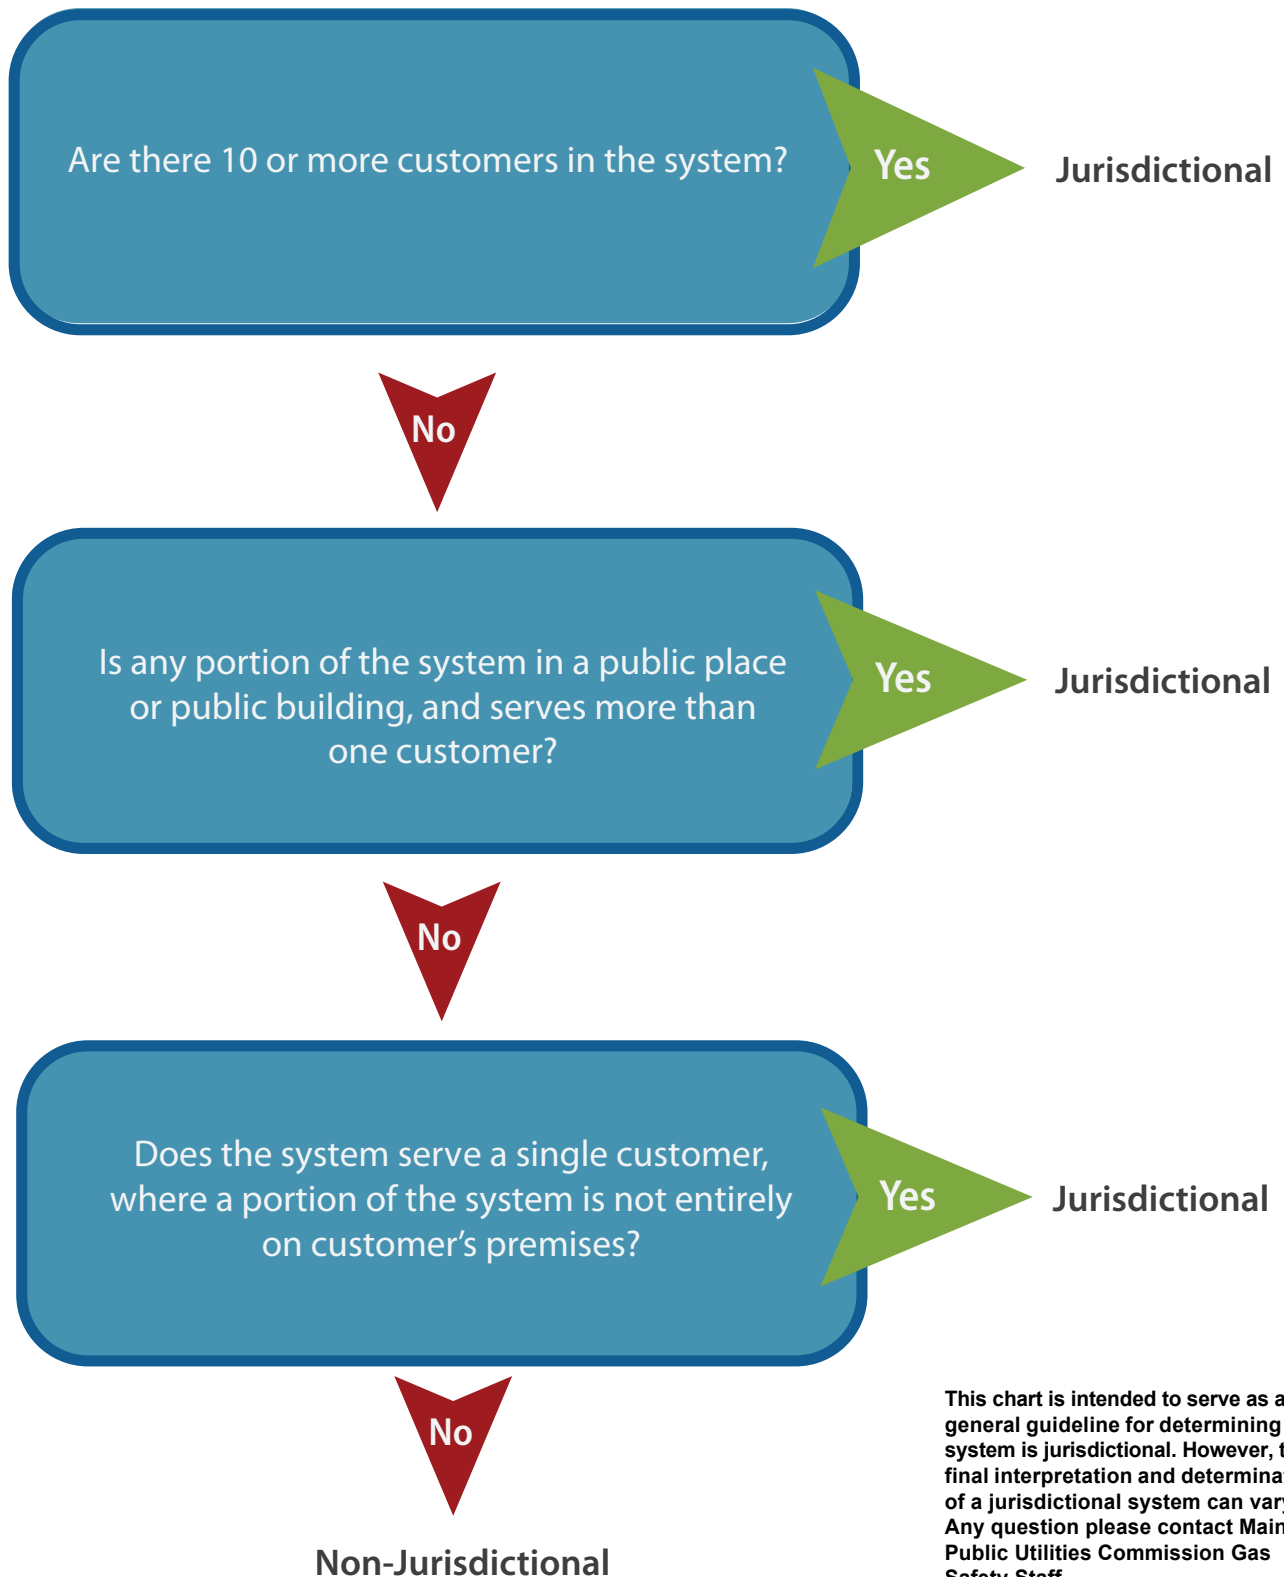 Are there 10 or more customers in the system?
Yes
Jurisdictional
No
Is any portion of the system in a public place
or public building, and serves more than
one customer?
Yes
Jurisdictional
No
Does the system serve a single customer,
where a portion of the system is not entirely
on customer’s premises?
Yes
Jurisdictional
No
Non-Jurisdictional
This chart is intended to serve as a
general guideline for determining
system is jurisdictional. However,
final interpretation and
of a jurisdictional system can
Any question please contact
Public Utilities Commission Gas
Safety Staff